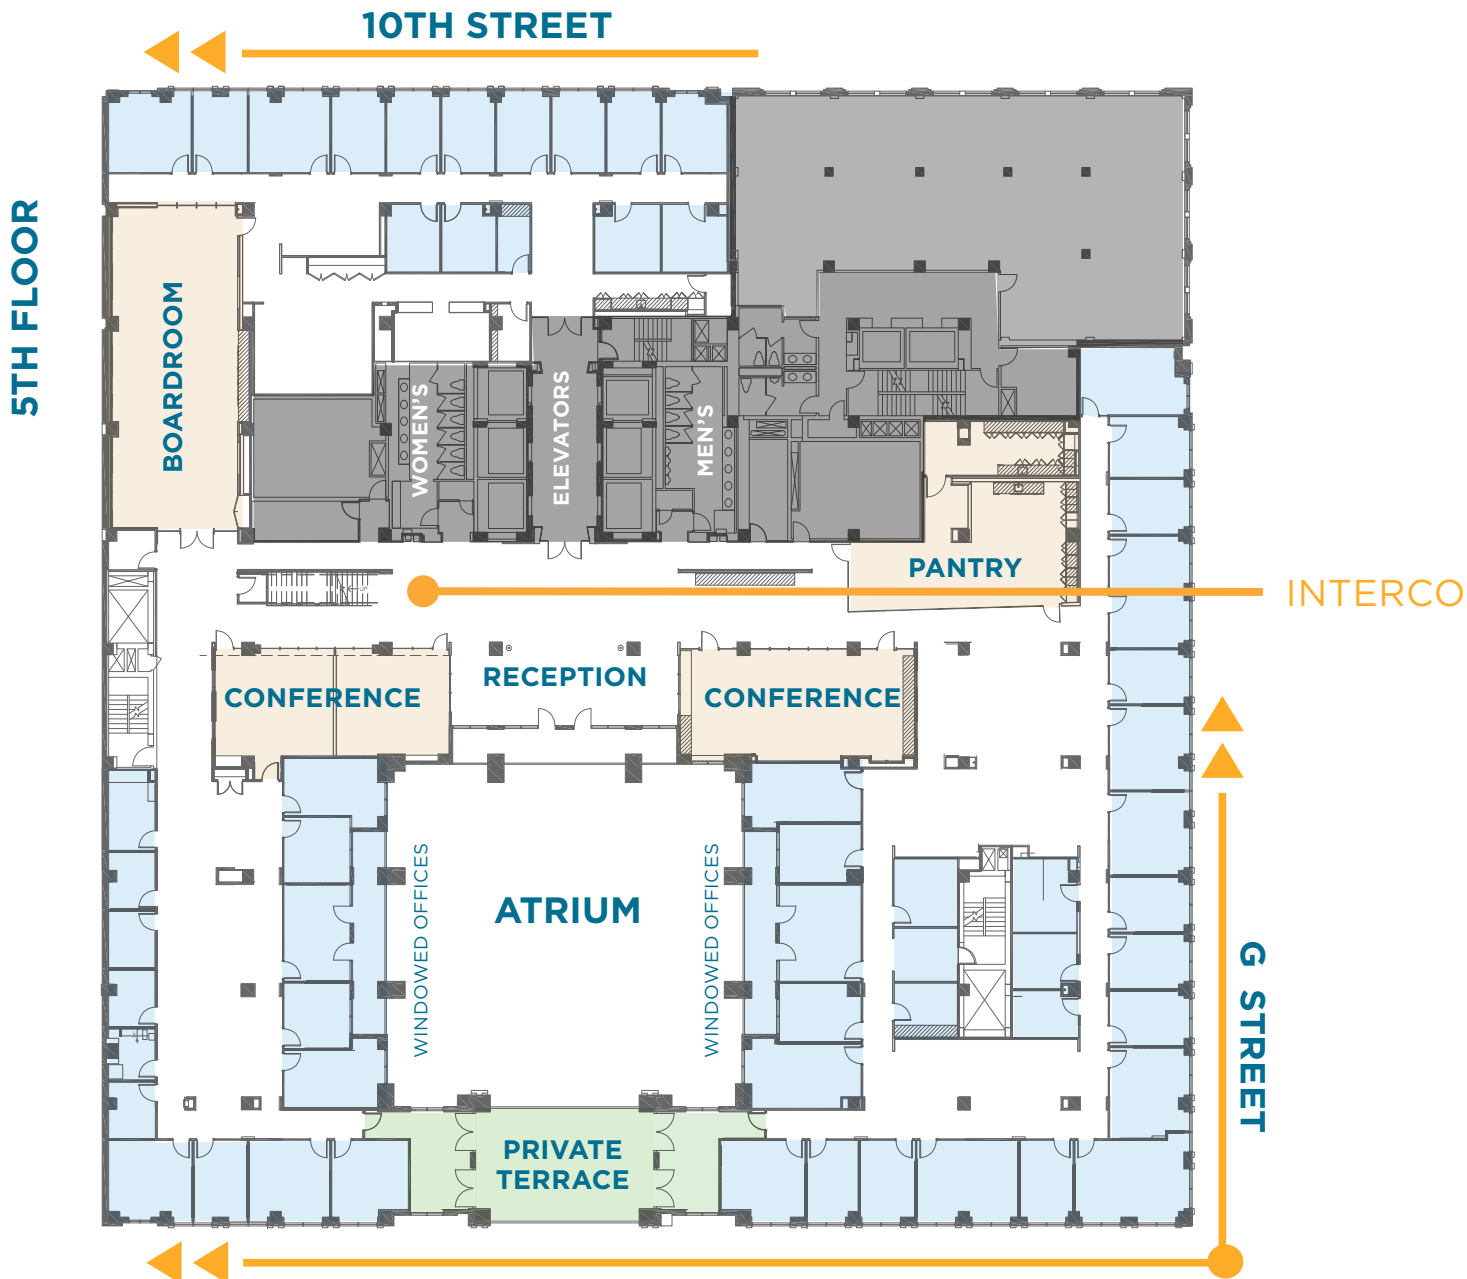 10TH STREET
5TH FLOOR
BOARDROOM
WOMEN'S
ELEVATORS
MEN'S
PANTRY
UP
INTERCO
CONFERENCE
RECEPTION
CONFERENCE
WINDOWED OFFICES
ATRIUM
WINDOWED OFFICES
G STREET
PRIVATE
TERRACE